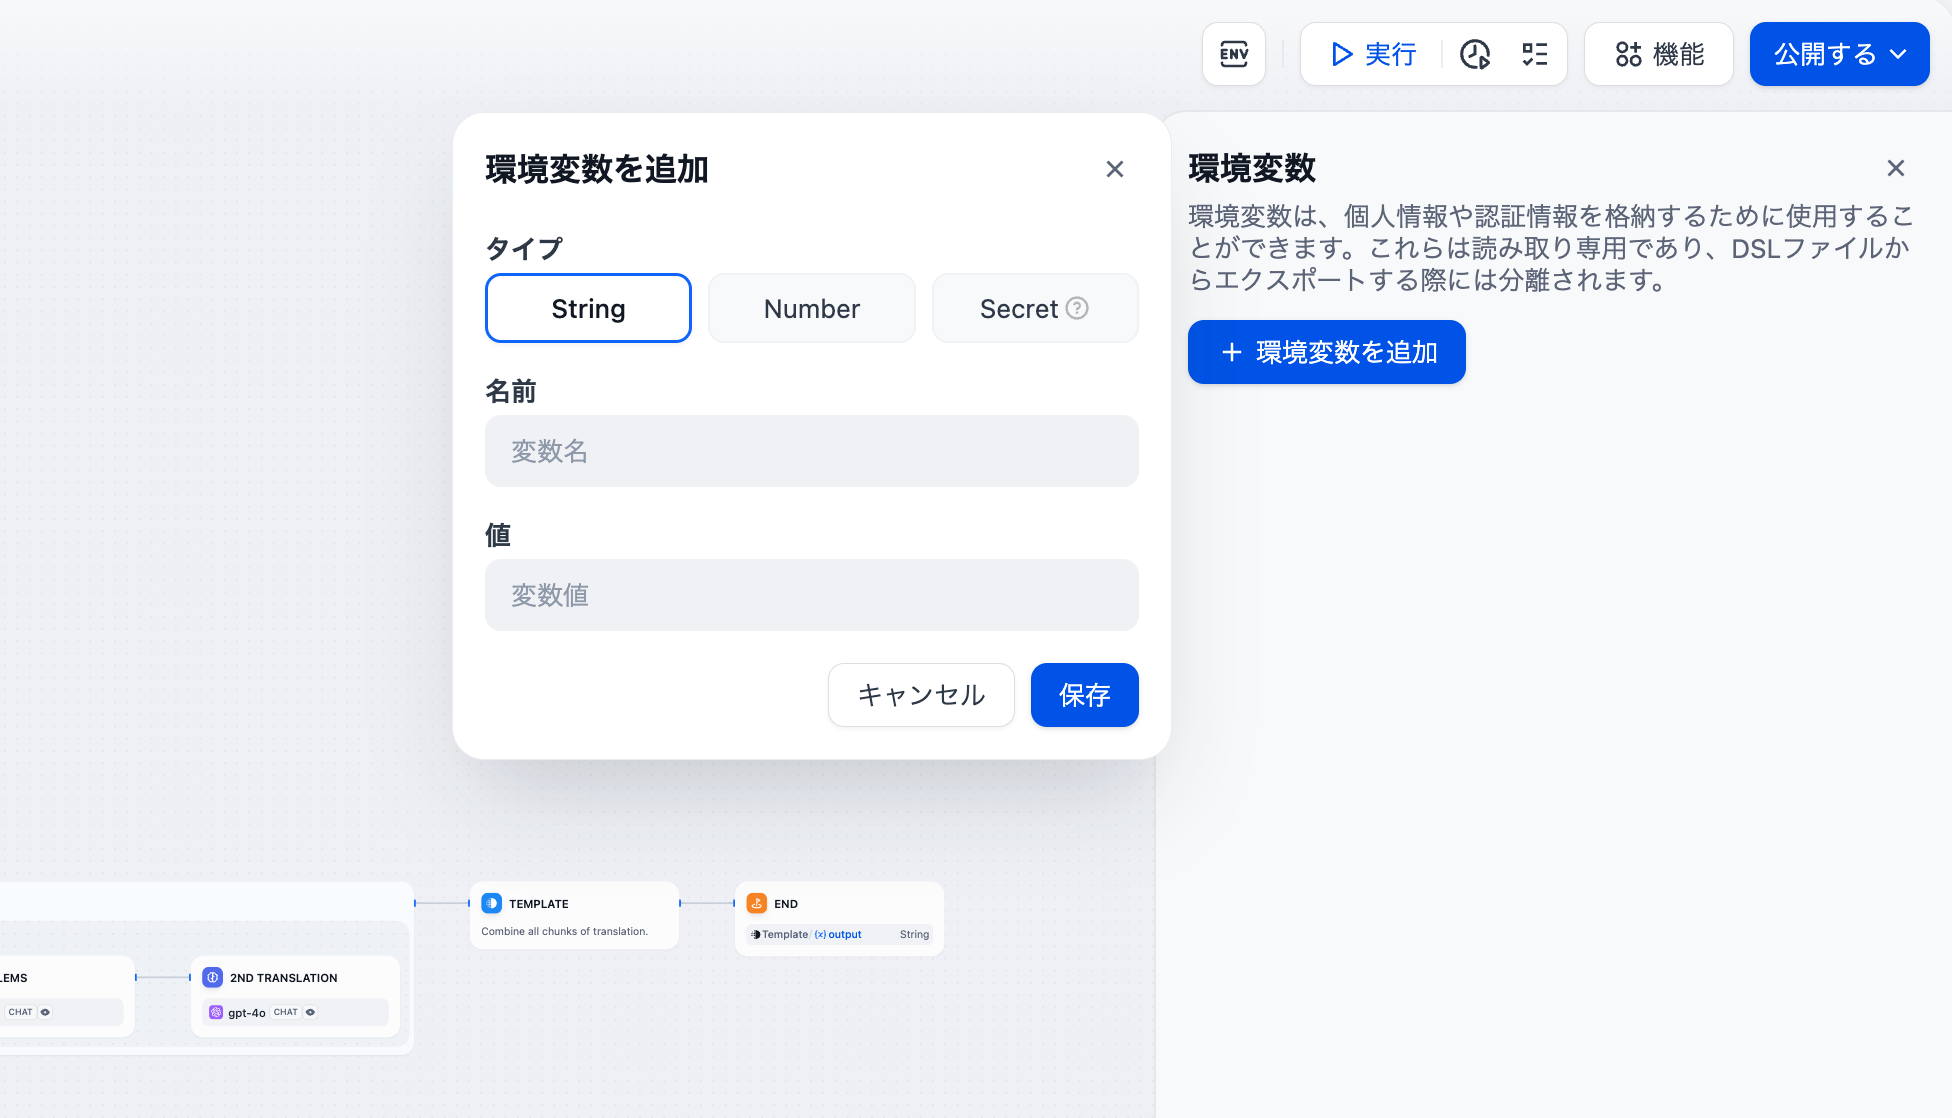 ENV
実行
機能
公開する
環境変数を追加
タイプ
String
Number
Secret
名前
変数名
値
変数値
キャンセル
保存
環境変数
環境変数は、個人情報や認証情報を格納するために使用するこ
とができます。これらは読み取り専用であり、DSLファイルか
らエクスポートする際には分離されます。
+ 環境変数を追加
TEMPLATE
Combine all chunks of translation.
END
Template/{x} output String
LEMS
CHAT
2ND TRANSLATION
gpt-4o CHAT